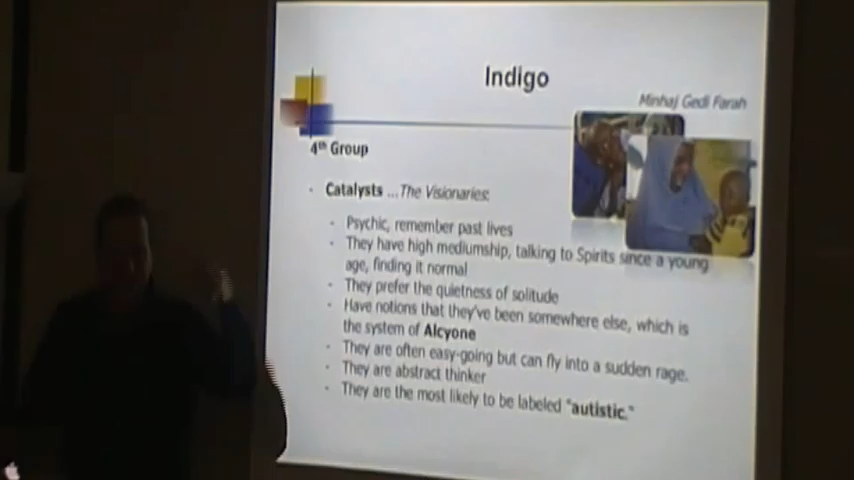 Indigo
Minhaj Gedi Farah
4th Group
Catalysts ...The Visionaries:
Psychic, remember past lives
They have high mediumship, talking to Spirits since a young
age, finding it normal
They prefer the quietness of solitude
Have notions that they've been somewhere else, which is
the system of Alcyone
They are often easy-going but can fly into a sudden rage.
They are abstract thinker
They are the most likely to be labeled "autistic."